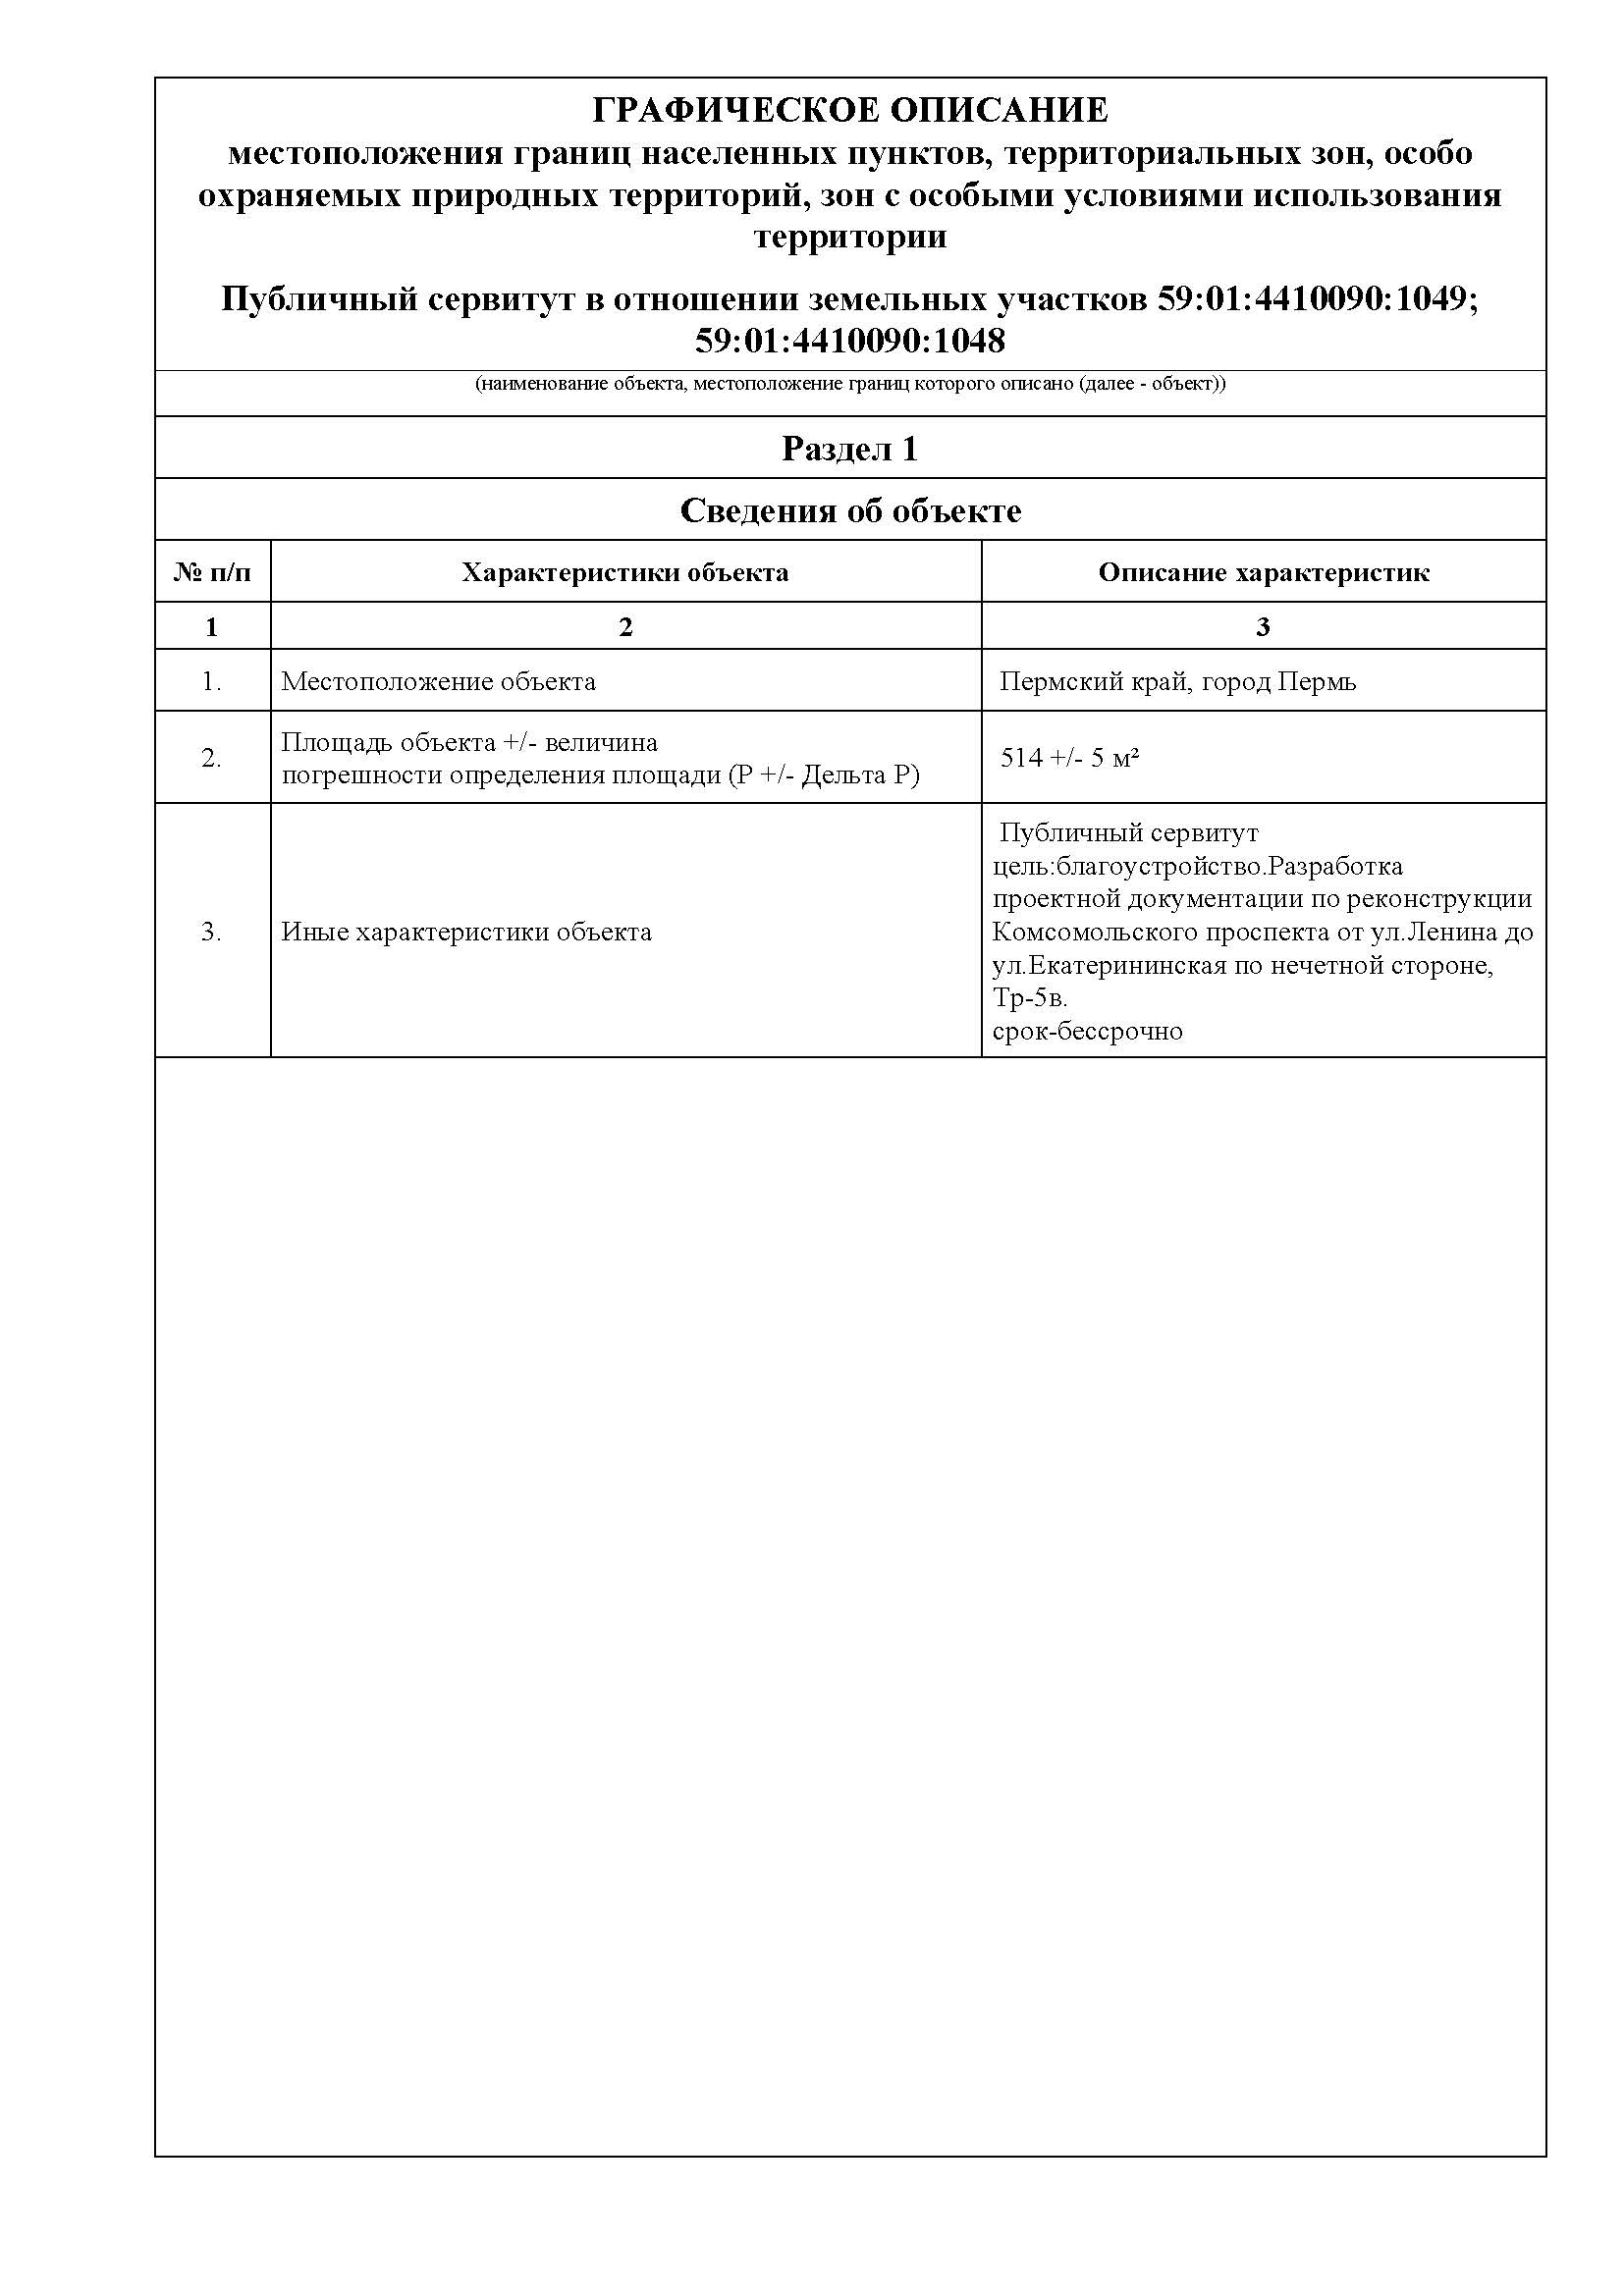 ГРАФИЧЕСКОЕ ОПИСАНИЕ
местоположения границ населенных пунктов, территориальных зон, особо
охраняемых природных территорий, зон с особыми условиями использования
территории
Публичный сервитут в отношении земельных участков 59:01:4410090:1049;
59:01:4410090:1048
(наименование объекта, местоположение границ которого описано (далее - объект))
Раздел 1
Сведения об объекте
№ п/п Характеристики объекта Описание характеристик
1 2 3
1. Местоположение объекта Пермский край, город Пермь
2. Площадь объекта +/- величина
погрешности определения площади (Р +/- Дельта Р) 514 +/- 5 м²
3. Иные характеристики объекта Публичный сервитут
цель:благоустройство.Разработка
проектной документации по реконструкции
Комсомольского проспекта от ул.Ленина до
ул.Екатерининская по нечетной стороне,
Тр-5в.
срок-бессрочно